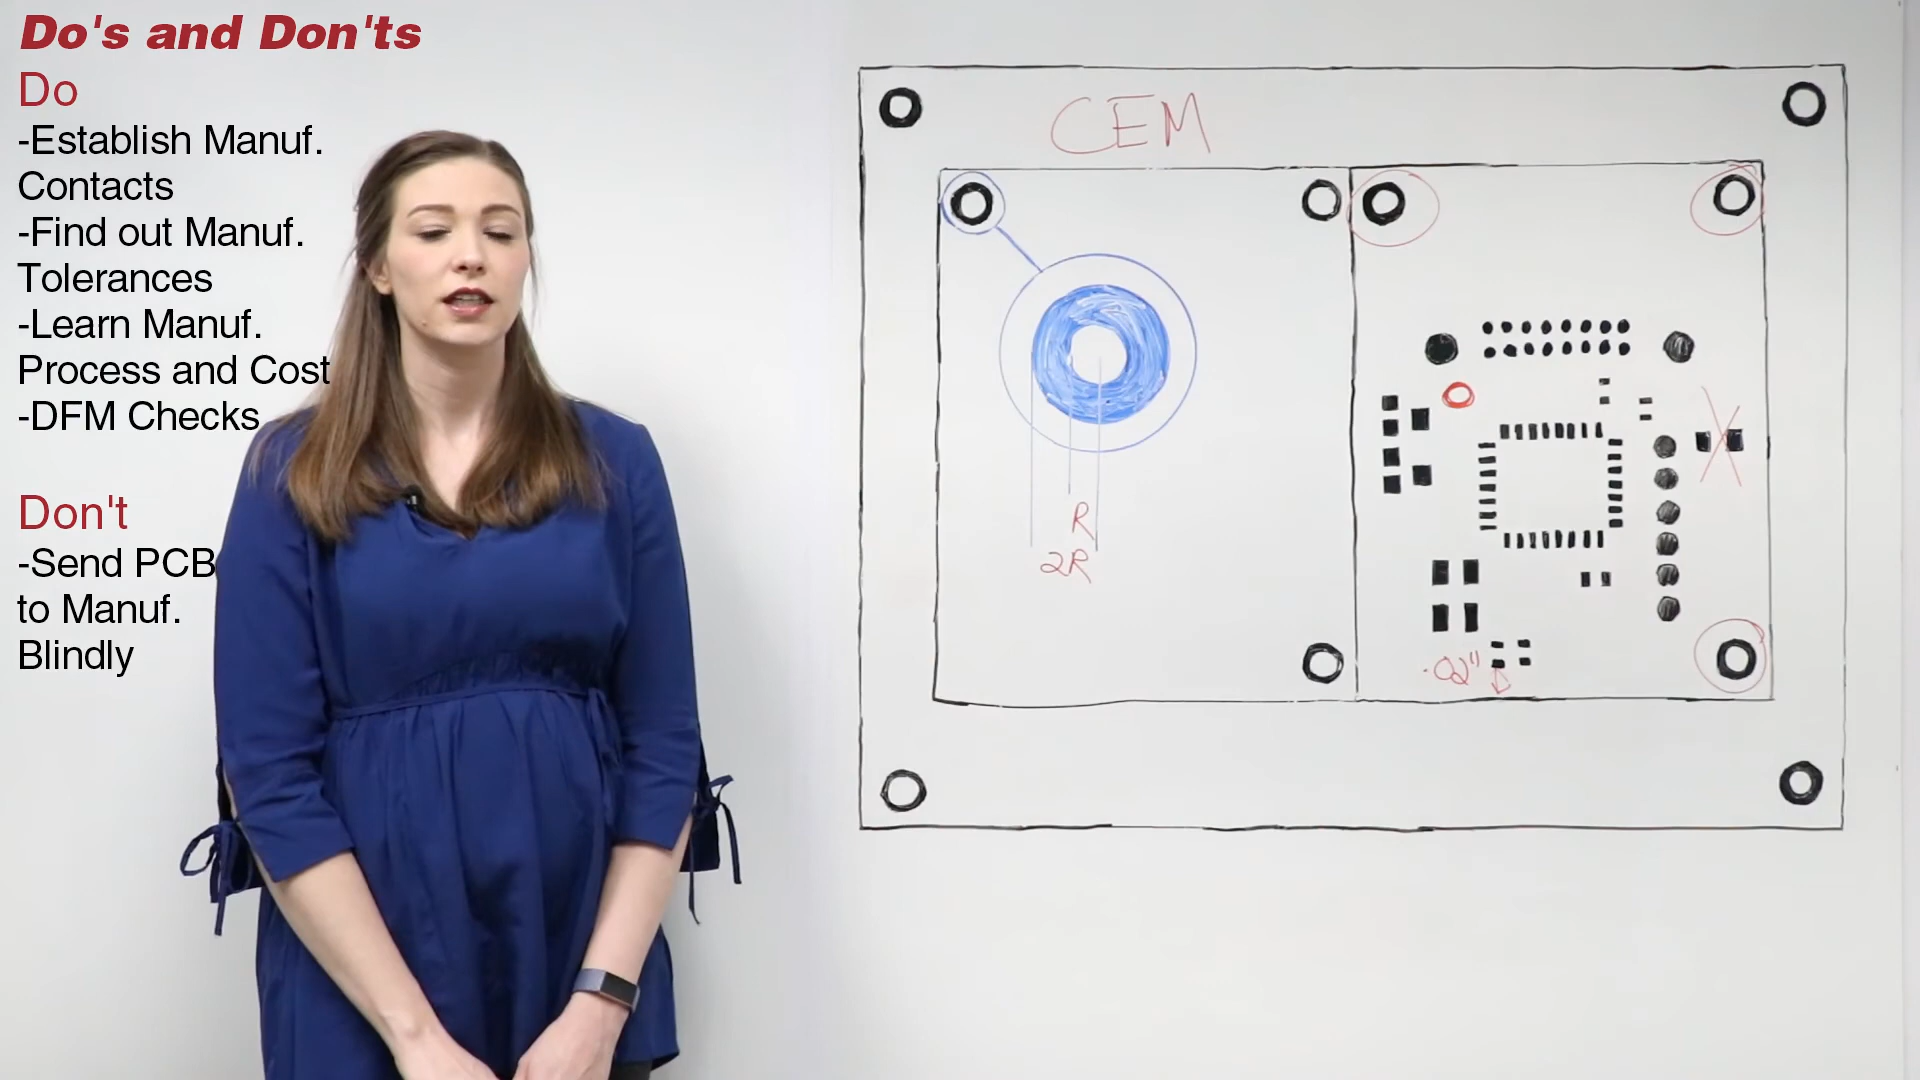 Do's and Don'ts
Do
-Establish Manuf.
Contacts
-Find out Manuf.
Tolerances
-Learn Manuf.
Process and Cost
-DFM Checks
Don't
-Send PCB
to Manuf.
Blindly
CEM
R
2R
.02"